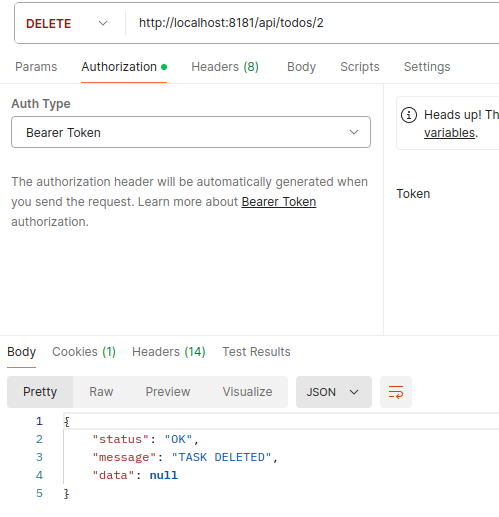 DELETE http://localhost:8181/api/todos/2
Params Authorization Headers (8) Body Scripts Settings
Auth Type
Bearer Token
The authorization header will be automatically generated when
you send the request. Learn more about Bearer Token
authorization.
Heads up! Th
variables.
Token
Body Cookies (1) Headers (14) Test Results
Pretty Raw Preview Visualize JSON
1 {
2 "status": "OK",
3 "message": "TASK DELETED",
4 "data": null
5 }